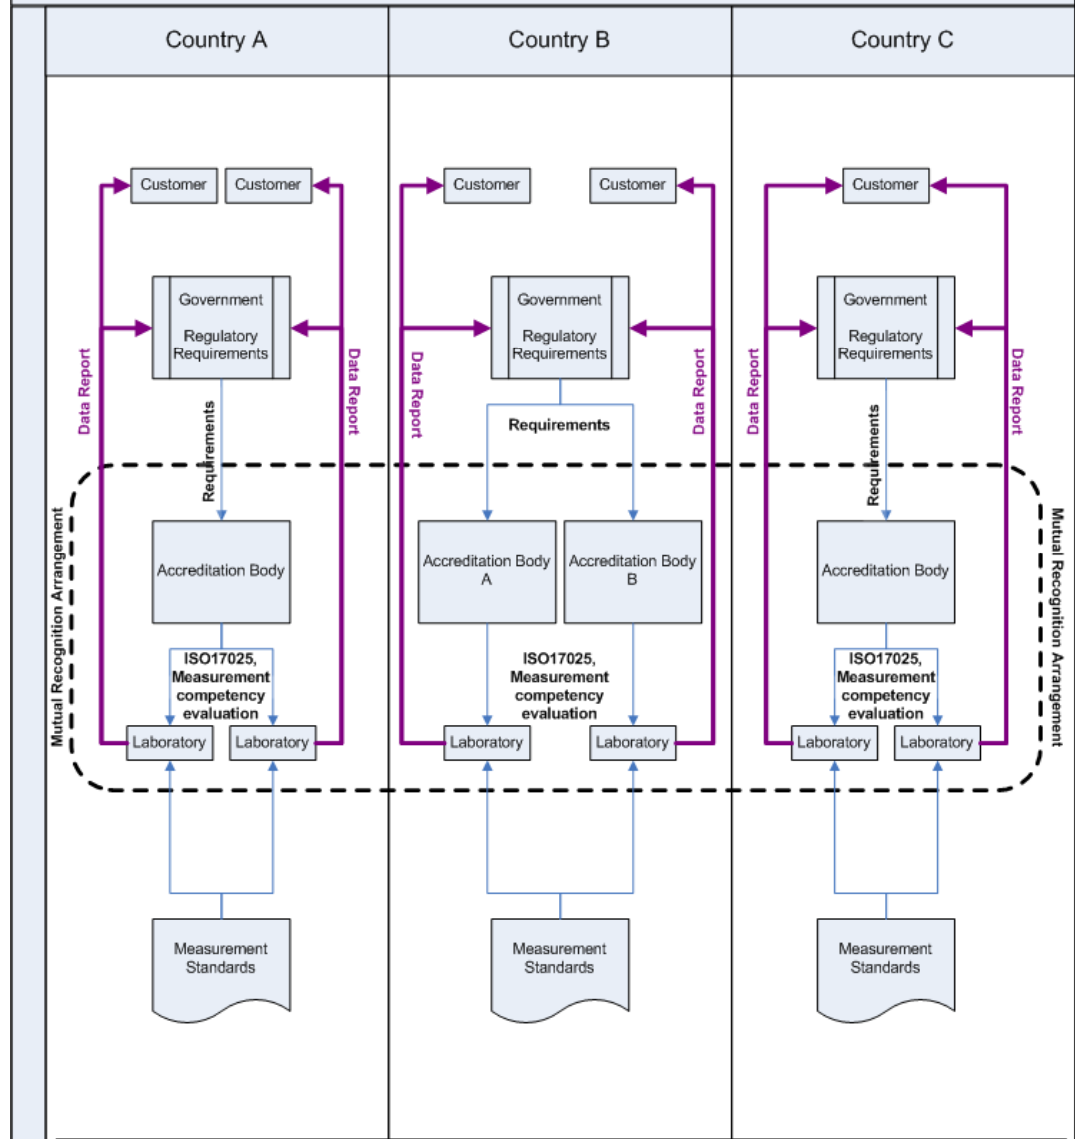 Country A
Country B
Country C
Customer
Customer
Customer
Customer
Customer
Government
Regulatory
Requirements
Government
Regulatory
Requirements
Government
Regulatory
Requirements
Data Report
Data Report
Data Report
Data Report
Data Report
Data Report
Requirements
Requirements
Requirements
Mutual Recognition Arrangement
Mutual Recognition Arrangement
Accreditation Body
Accreditation Body
A
Accreditation Body
B
Accreditation Body
ISO17025,
Measurement
competency
evaluation
ISO17025,
Measurement
competency
evaluation
ISO17025,
Measurement
competency
evaluation
Laboratory
Laboratory
Laboratory
Laboratory
Laboratory
Laboratory
Measurement
Standards
Measurement
Standards
Measurement
Standards